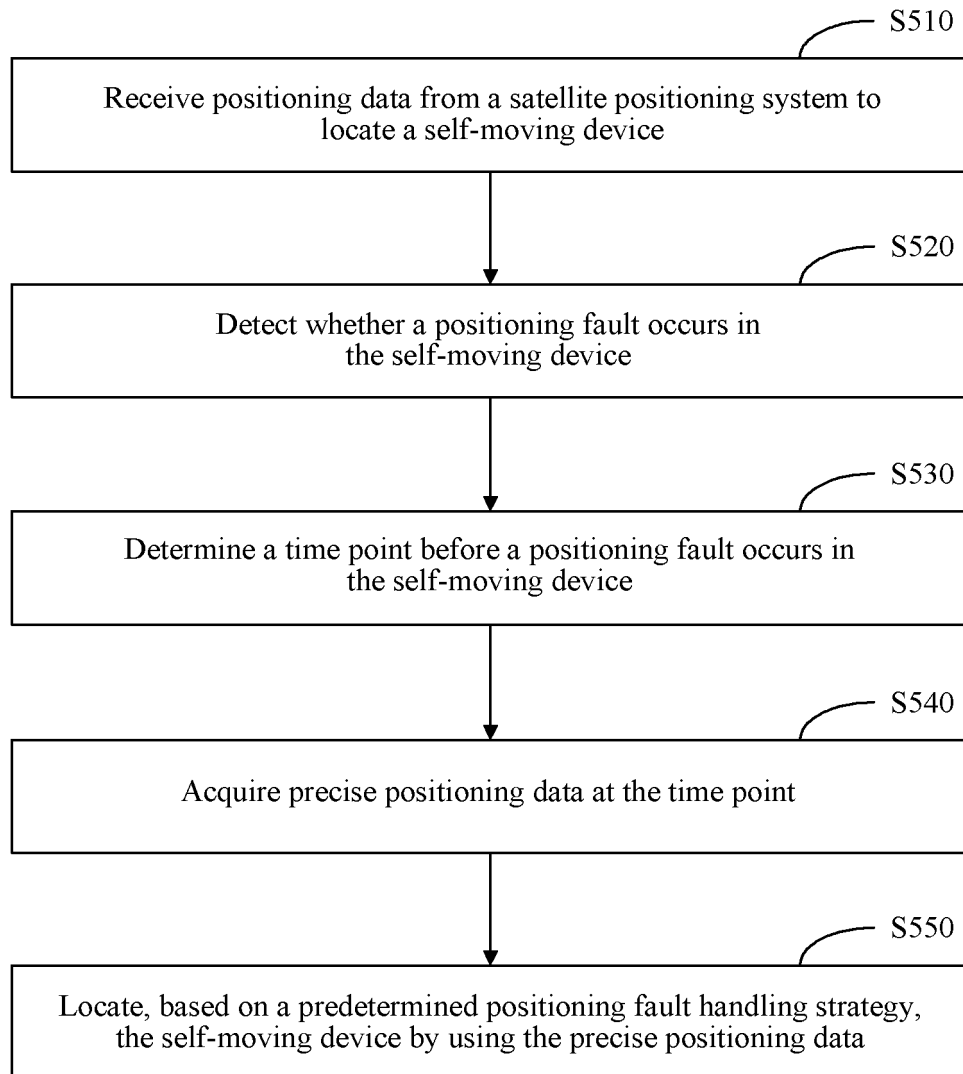 S510
Receive positioning data from a satellite positioning system to
locate a self-moving device
S520
Detect whether a positioning fault occurs in
the self-moving device
S530
Determine a time point before a positioning fault occurs in
the self-moving device
S540
Acquire precise positioning data at the time point
S550
Locate, based on a predetermined positioning fault handling strategy,
the self-moving device by using the precise positioning data